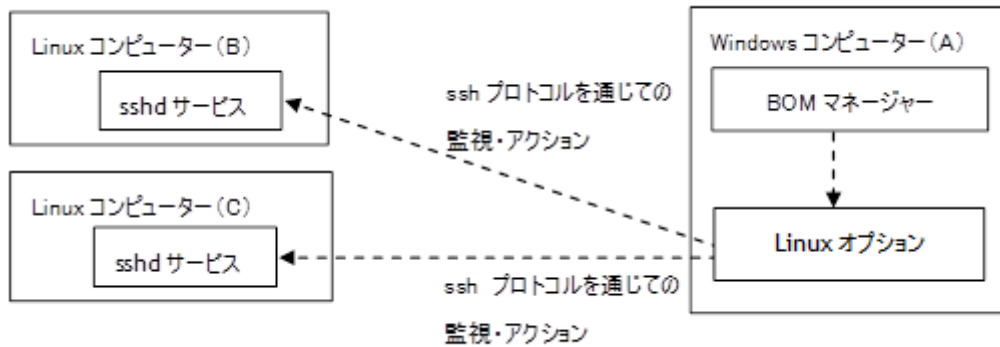 Linux コンピューター(B)
sshd サービス
Linux コンピューター(C)
sshd サービス
ssh プロトコルを通じての
監視・アクション
ssh プロトコルを通じての
監視・アクション
Windows コンピューター(A)
BOM マネージャー
Linux オプション